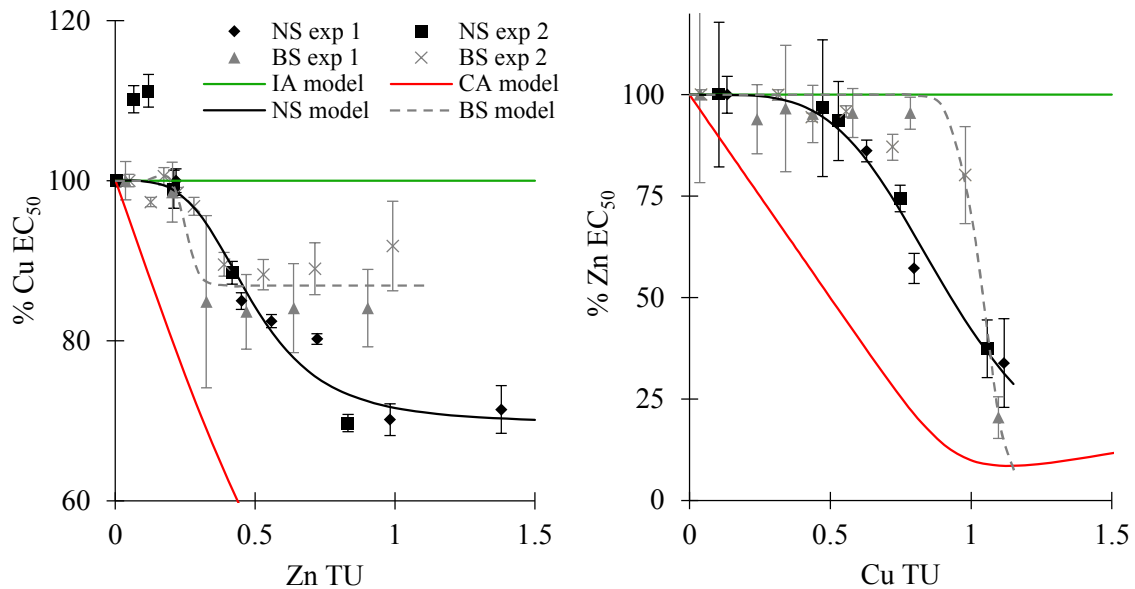 120
100
80
60
% Cu EC50
0
0.5
1
1.5
Zn TU
NS exp 1
NS exp 2
BS exp 1
BS exp 2
IA model
CA model
NS model
BS model
100
75
50
25
0
% Zn EC50
0
0.5
1
1.5
Cu TU